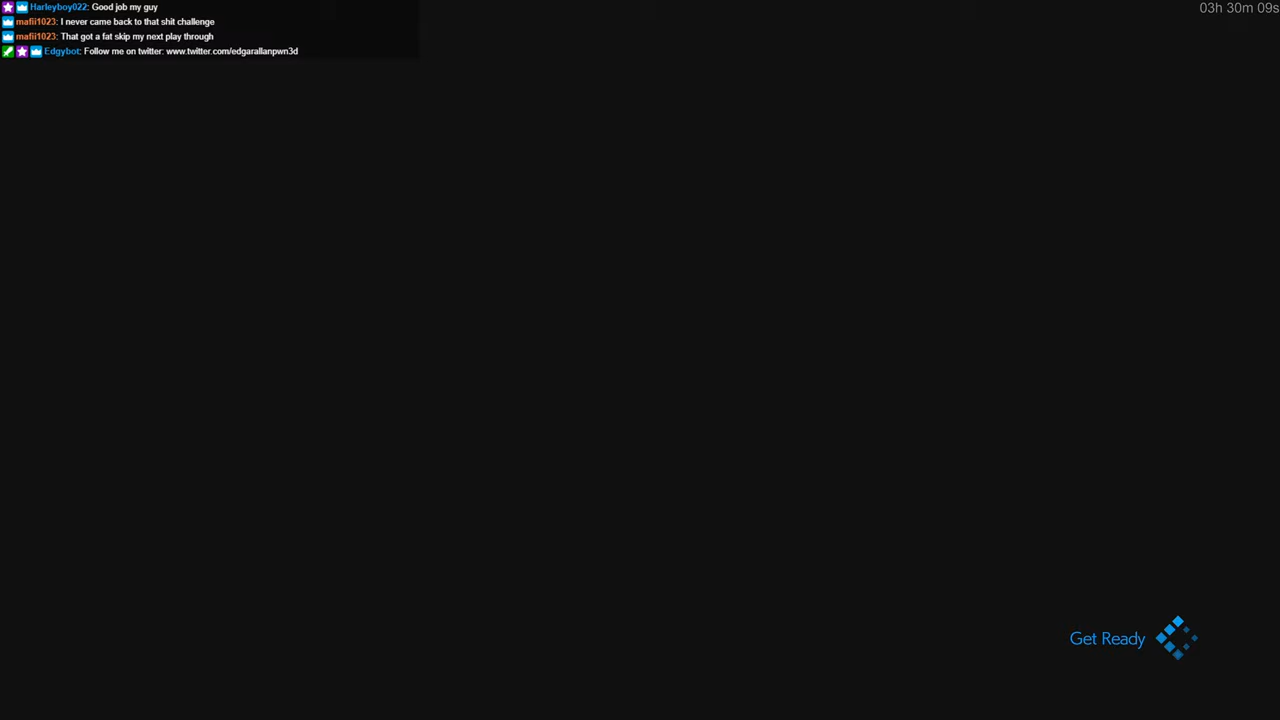 Harleyboy022: Good job my guy
03h 30m 09s
mafii1023: I never came back to that shit challenge
mafii1023: That got a fat skip my next play through
Edgybot: Follow me on twitter: www.twitter.com/edgarallanpwn3d
Get Ready